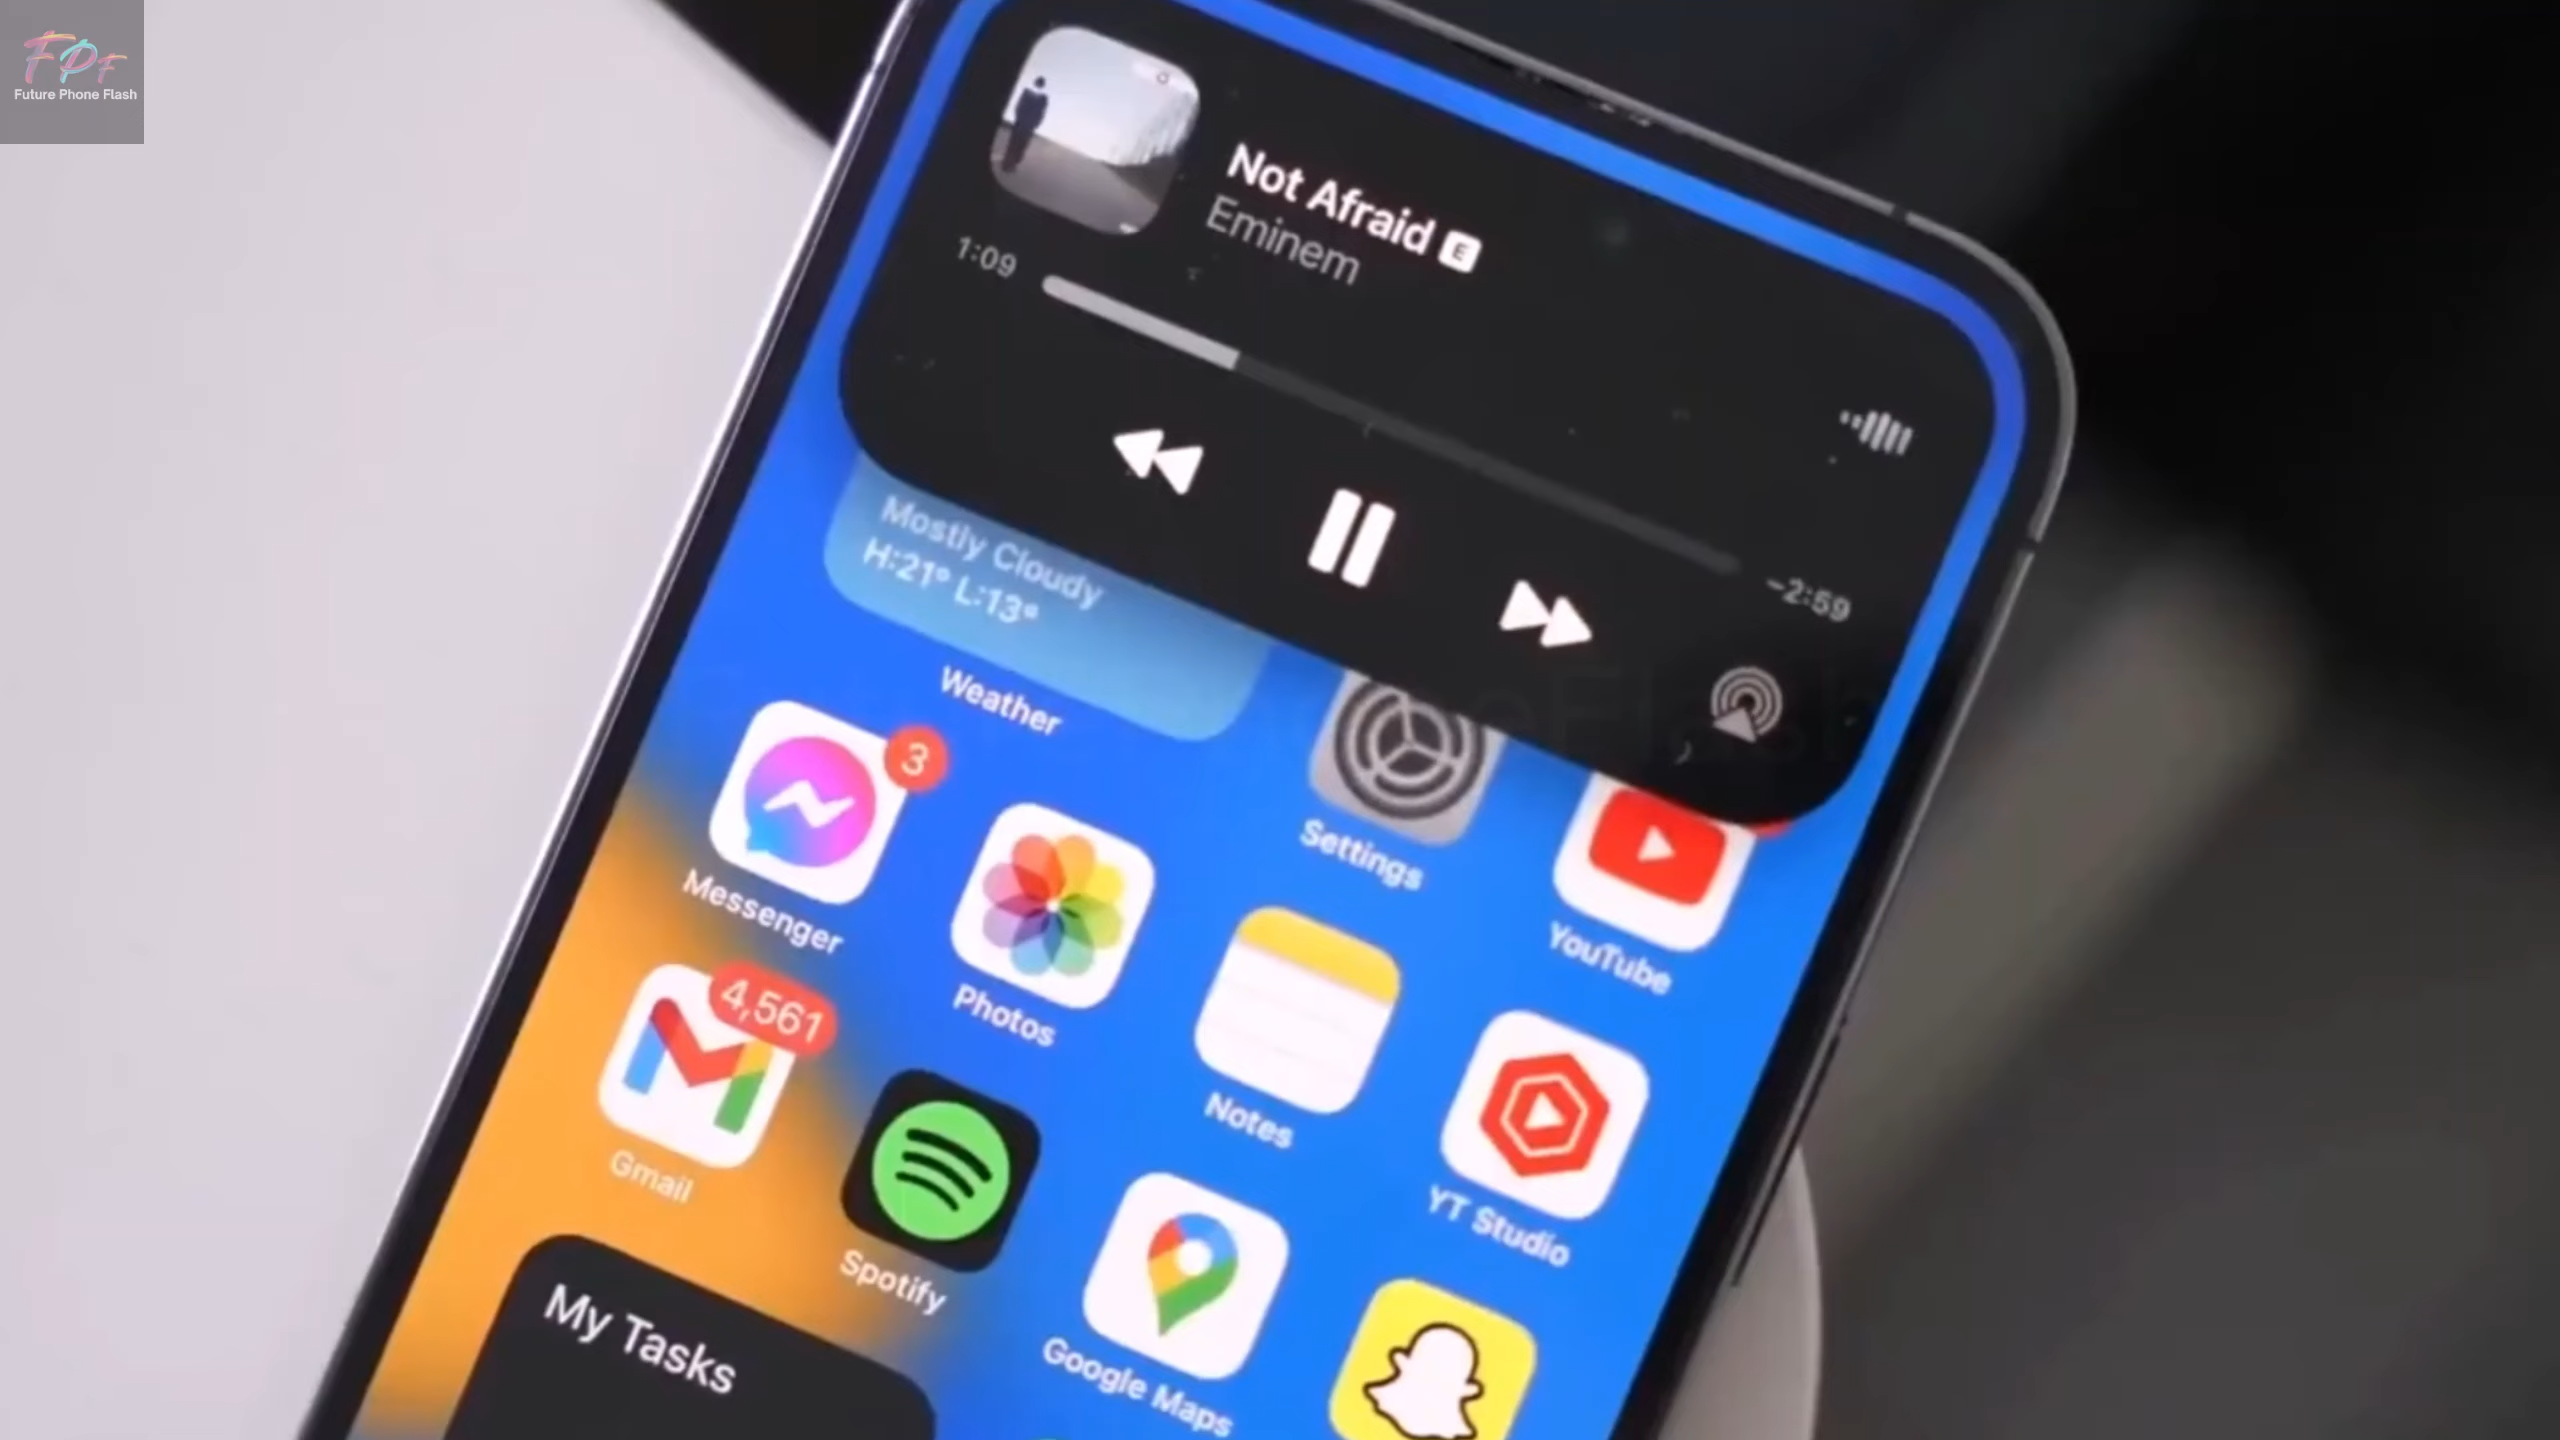 FPF
Future Phone Flash
Not Afraid E
Eminem
1:09
-2:59
Mostly Cloudy
H:21° L:13°
Weather
Settings
YouTube
3
Messenger
Photos
Notes
YT Studio
4,561
Gmail
Spotify
Google Maps
My Tasks